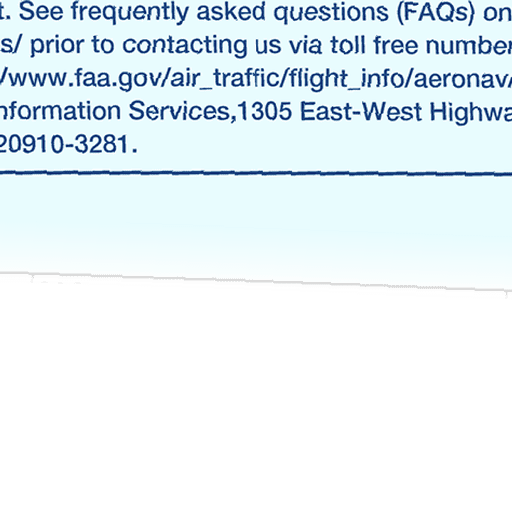 t. See frequently asked questions (FAQs) on
s/ prior to contacting us via toll free number
/www.faa.gov/air_traffic/flight_info/aeronav/
nformation Services,1305 East-West Highwa
20910-3281.